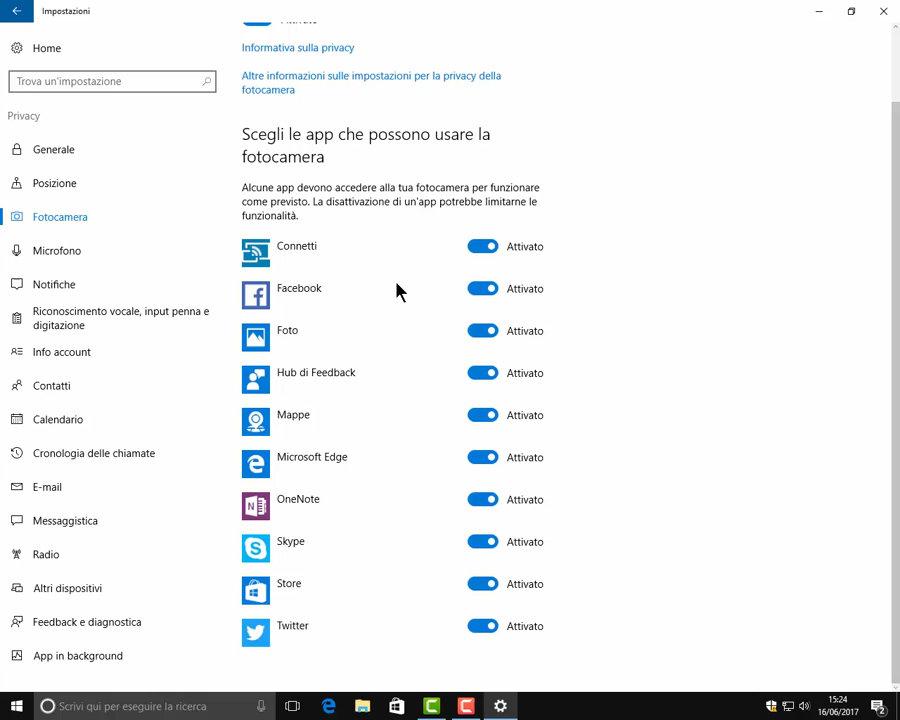 Impostazioni
Attivato
Home
Informativa sulla privacy
Trova un'impostazione
Altre informazioni sulle impostazioni per la privacy della
fotocamera
Privacy
Scegli le app che possono usare la
fotocamera
Generale
Posizione
Alcune app devono accedere alla tua fotocamera per funzionare
come previsto. La disattivazione di un'app potrebbe limitarne le
funzionalità.
Fotocamera
Microfono
Notifiche
Riconoscimento vocale, input penna e
digitazione
Info account
Contatti
Calendario
Cronologia delle chiamate
E-mail
Messaggistica
Radio
Altri dispositivi
Feedback e diagnostica
App in background
Connetti Attivato
Facebook Attivato
Foto Attivato
Hub di Feedback Attivato
Mappe Attivato
Microsoft Edge Attivato
OneNote Attivato
Skype Attivato
Store Attivato
Twitter Attivato
Scrivi qui per eseguire la ricerca
15:24
16/06/2017
2